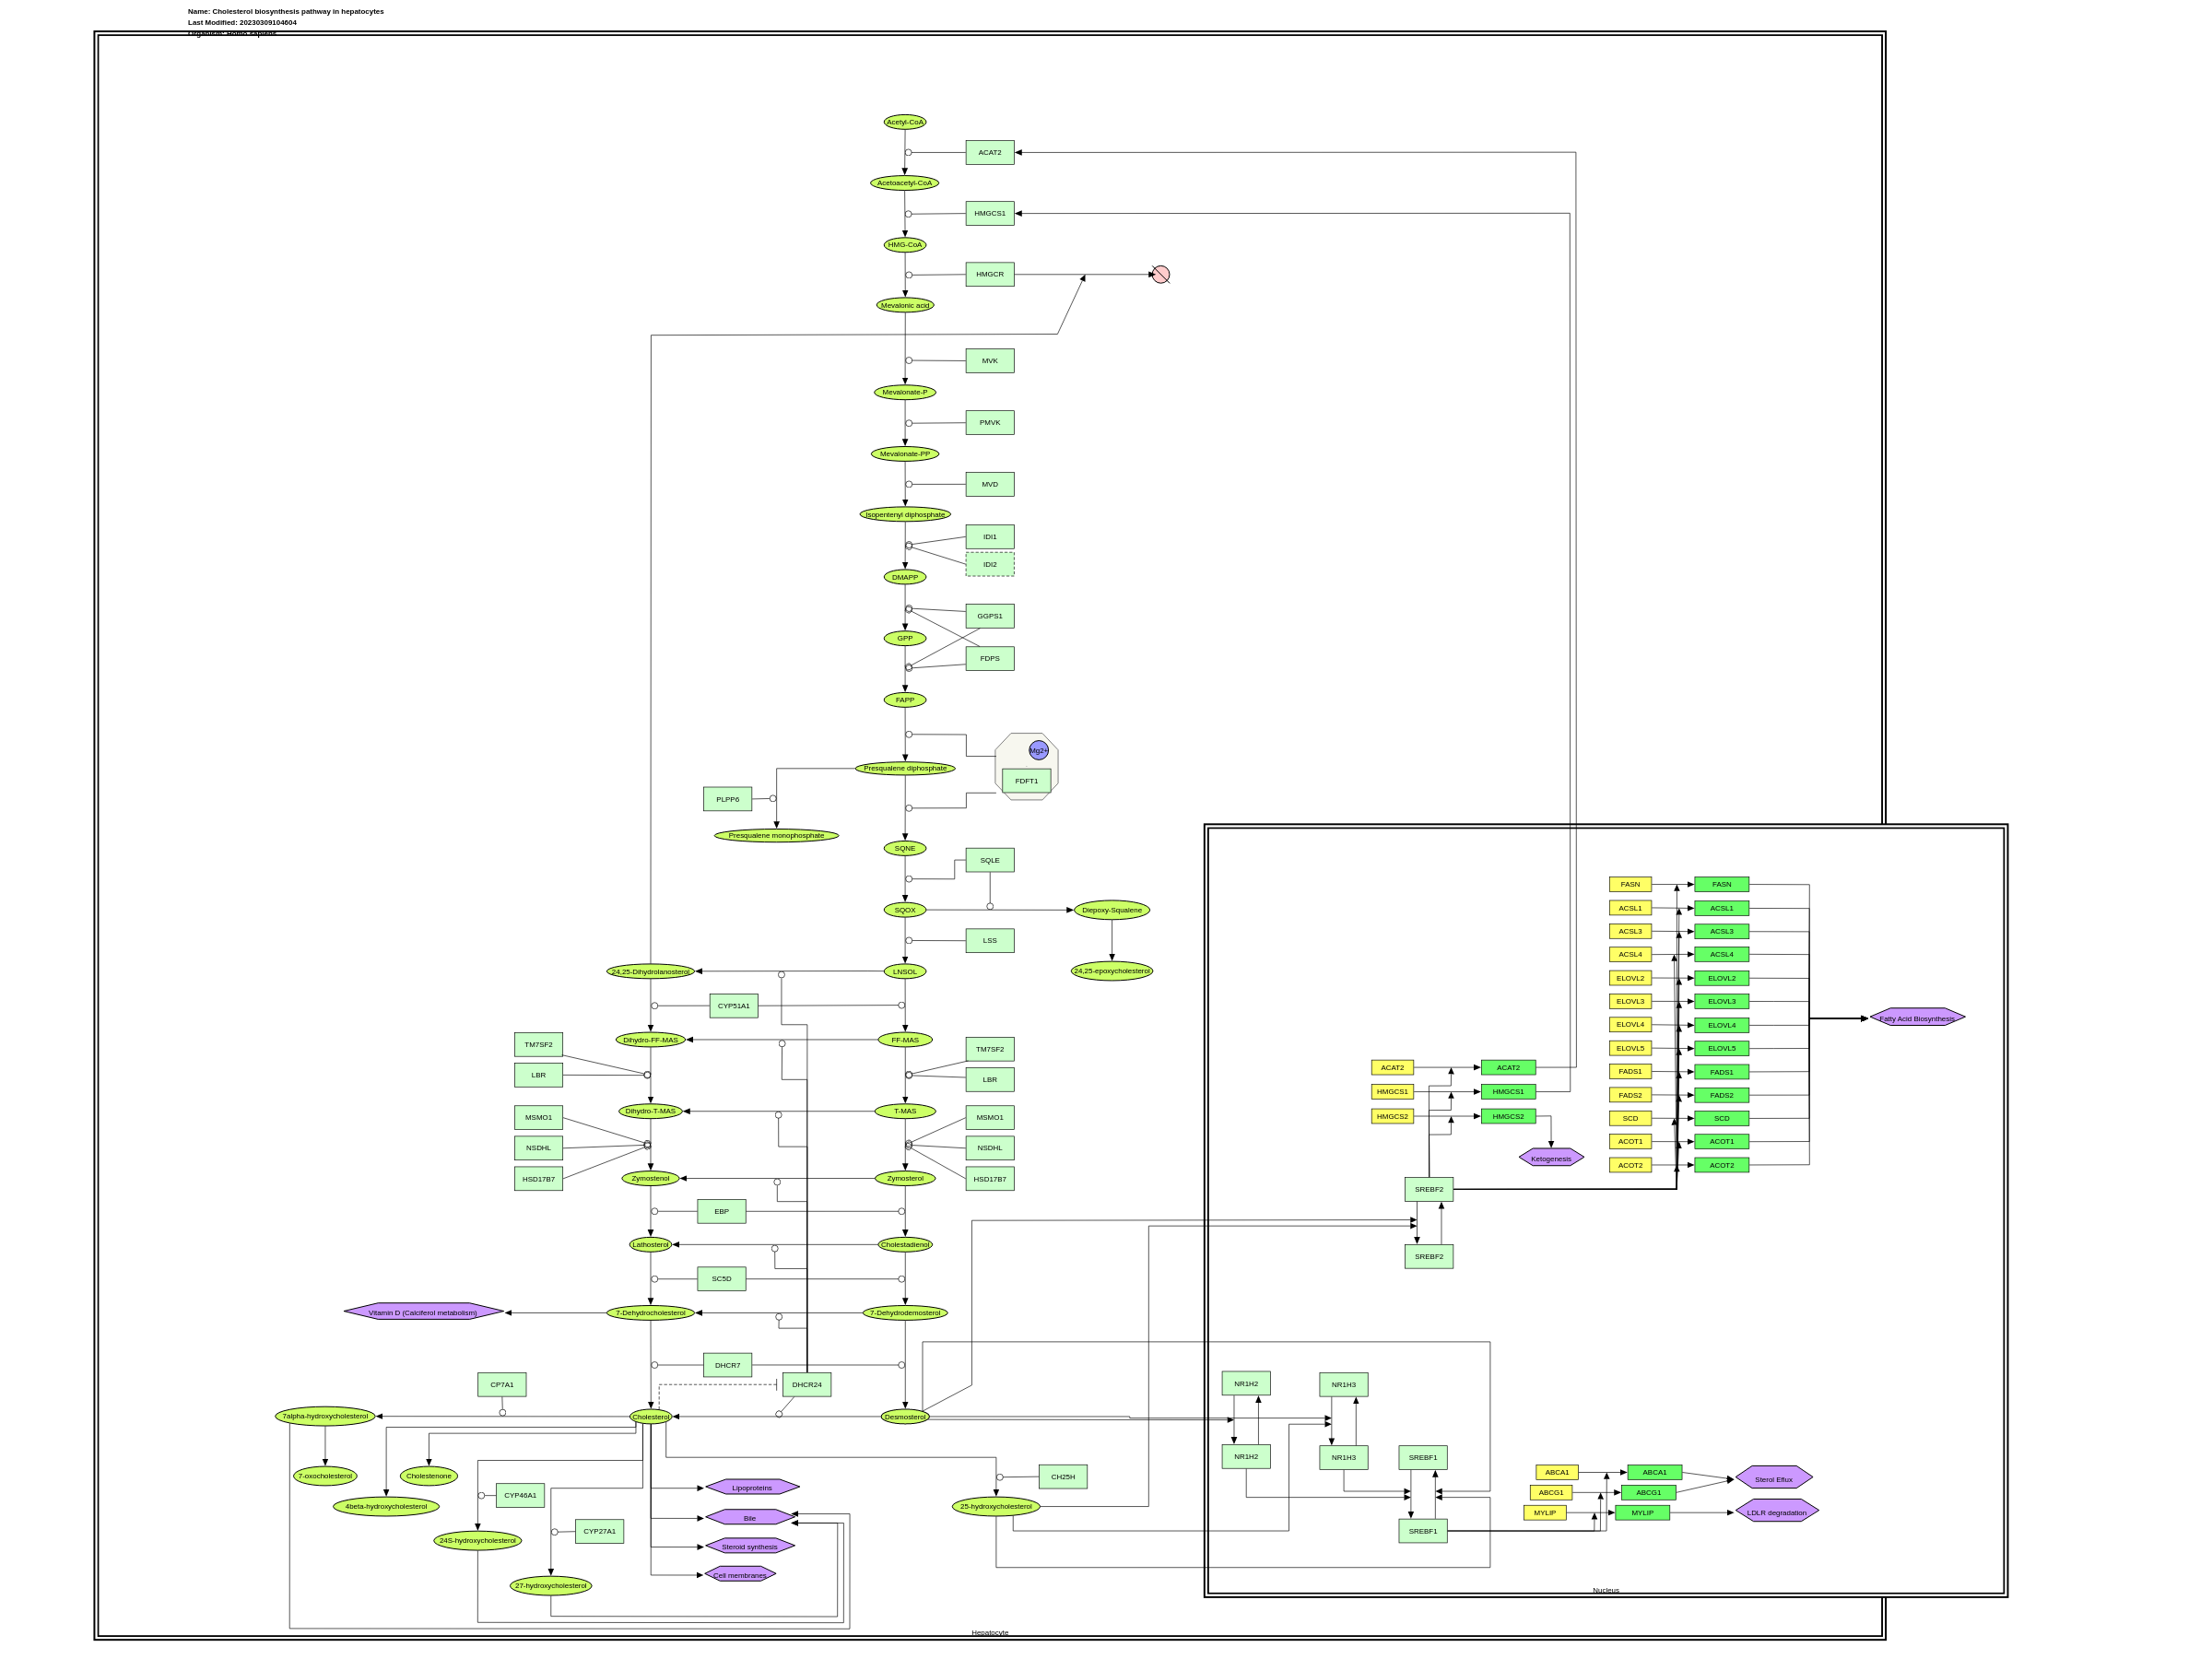 Name: Cholesterol biosynthesis pathway in hepatocytes
Last Modified: 20230309104604
Organism: Homo sapiens
Acetyl-CoA
ACAT2
Acetoacetyl-CoA
HMGCS1
HMG-CoA
HMGCR
Mevalonic acid
MVK
Mevalonate-P
PMVK
Mevalonate-PP
MVD
Isopentenyl diphosphate
IDI1
IDI2
DMAPP
GGPS1
GPP
FDPS
FAPP
Mg2+
Presqualene diphosphate
FDFT1
PLPP6
Presqualene monophosphate
SQNE
SQLE
SQOX
Diepoxy-Squalene
LSS
24,25-Dihydrolanosterol
LNSOL
24,25-epoxycholesterol
CYP51A1
Dihydro-FF-MAS
FF-MAS
TM7SF2
TM7SF2
LBR
LBR
Dihydro-T-MAS
T-MAS
MSMO1
MSMO1
NSDHL
NSDHL
HSD17B7
Zymostenol
Zymosterol
HSD17B7
EBP
Lathosterol
Cholestadienol
SC5D
Vitamin D (Calciferol metabolism)
7-Dehydrocholesterol
7-Dehydrodemosterol
DHCR7
CP7A1
DHCR24
7alpha-hydroxycholesterol
Cholesterol
Desmosterol
7-oxocholesterol
Cholestenone
CH25H
Lipoproteins
CYP46A1
4beta-hydroxycholesterol
25-hydroxycholesterol
Bile
CYP27A1
24S-hydroxycholesterol
Steroid synthesis
Cell membranes
27-hydroxycholesterol
Hepatocyte
FASN
FASN
ACSL1
ACSL1
ACSL3
ACSL3
ACSL4
ACSL4
ELOVL2
ELOVL2
ELOVL3
ELOVL3
ELOVL4
ELOVL4
Fatty Acid Biosynthesis
ELOVL5
ELOVL5
FADS1
FADS1
FADS2
FADS2
SCD
SCD
ACOT1
ACOT1
ACOT2
ACOT2
ACAT2
ACAT2
HMGCS1
HMGCS1
HMGCS2
HMGCS2
Ketogenesis
SREBF2
SREBF2
NR1H2
NR1H3
NR1H2
NR1H3
SREBF1
SREBF1
ABCA1
ABCA1
Sterol Eflux
ABCG1
ABCG1
MYLIP
MYLIP
LDLR degradation
Nucleus